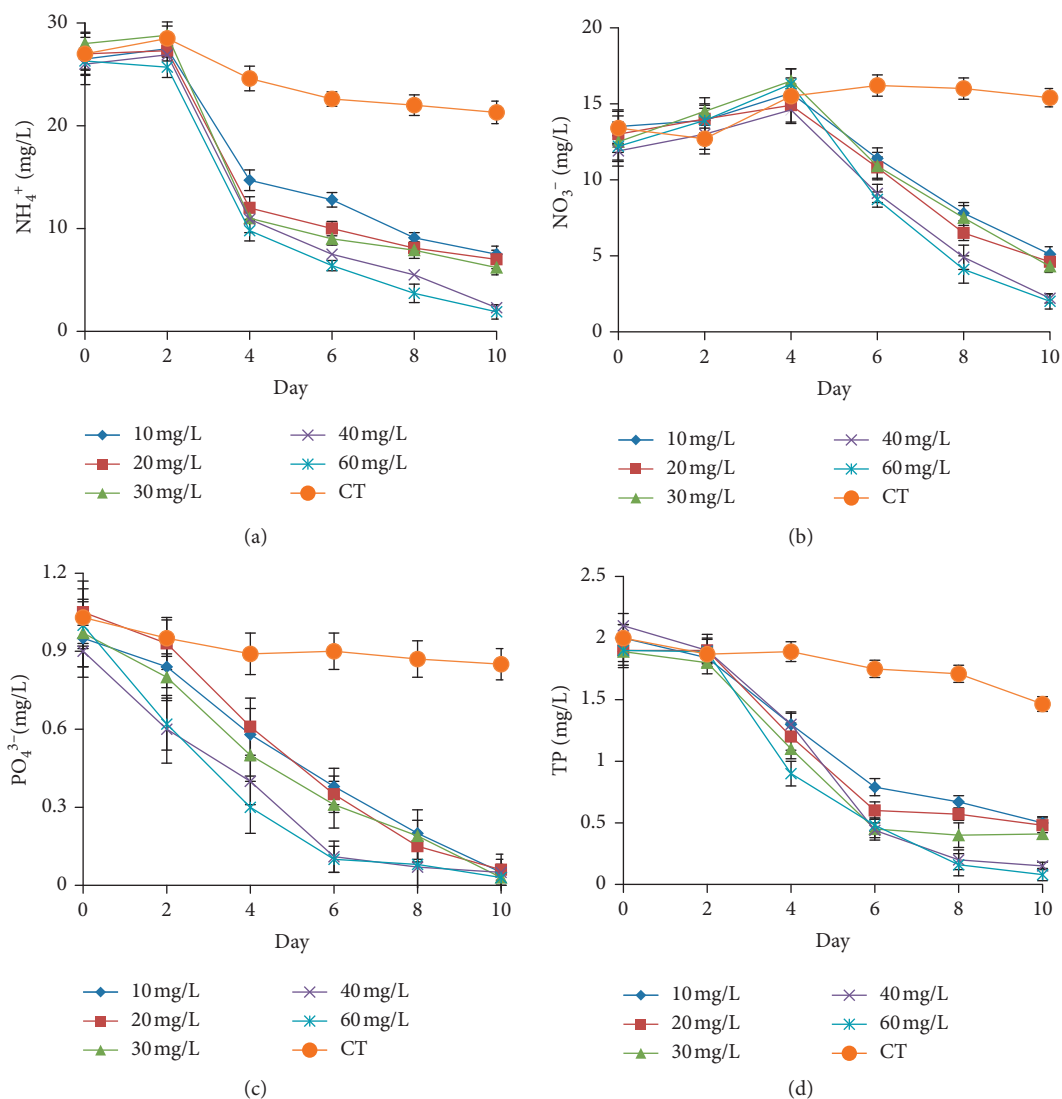 30
20
10
0
NH₄⁺ (mg/L)
0 2 4 6 8 10
Day
10 mg/L
20 mg/L
30 mg/L
40 mg/L
60 mg/L
CT
(a)
20
15
10
5
0
NO₃⁻ (mg/L)
0 2 4 6 8 10
Day
10 mg/L
20 mg/L
30 mg/L
40 mg/L
60 mg/L
CT
(b)
1.2
0.9
0.6
0.3
0
PO₄³⁻(mg/L)
0 2 4 6 8 10
Day
10 mg/L
20 mg/L
30 mg/L
40 mg/L
60 mg/L
CT
(c)
2.5
2
1.5
1
0.5
0
TP (mg/L)
0 2 4 6 8 10
Day
10 mg/L
20 mg/L
30 mg/L
40 mg/L
60 mg/L
CT
(d)